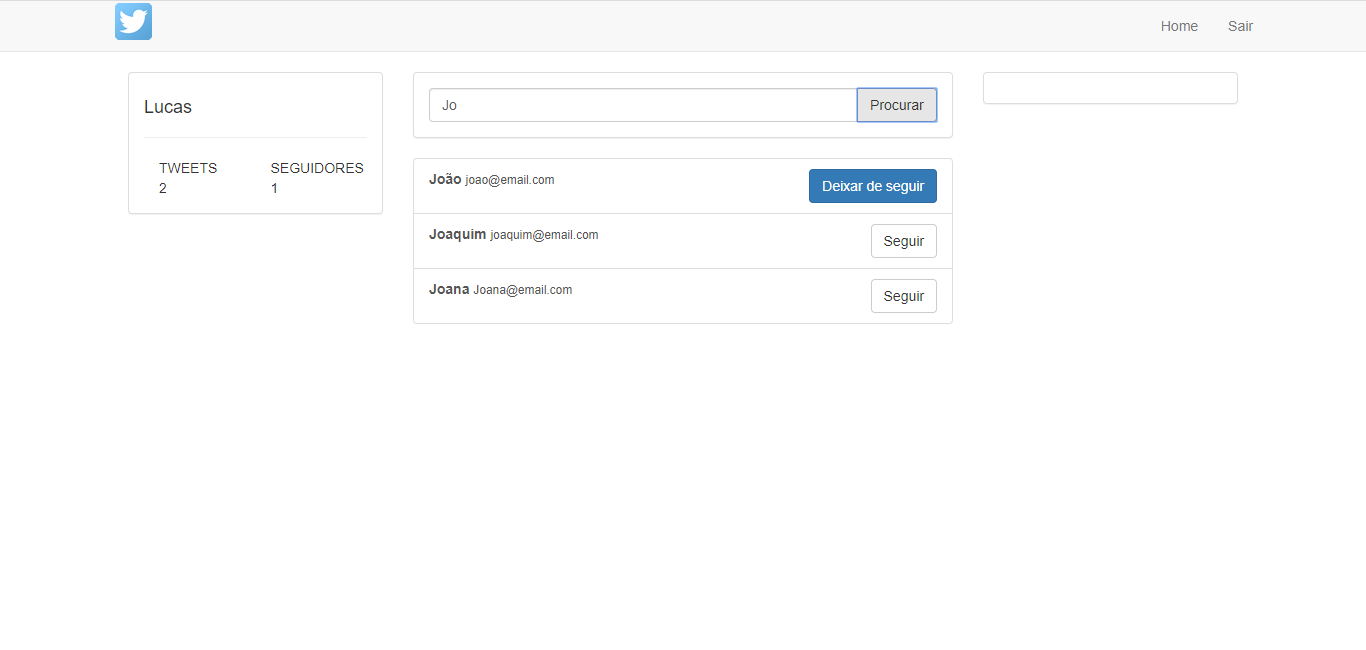 Home Sair
Lucas
TWEETS SEGUIDORES
2 1
Jo Procurar
João joao@email.com Deixar de seguir
Joaquim joaquim@email.com Seguir
Joana Joana@email.com Seguir